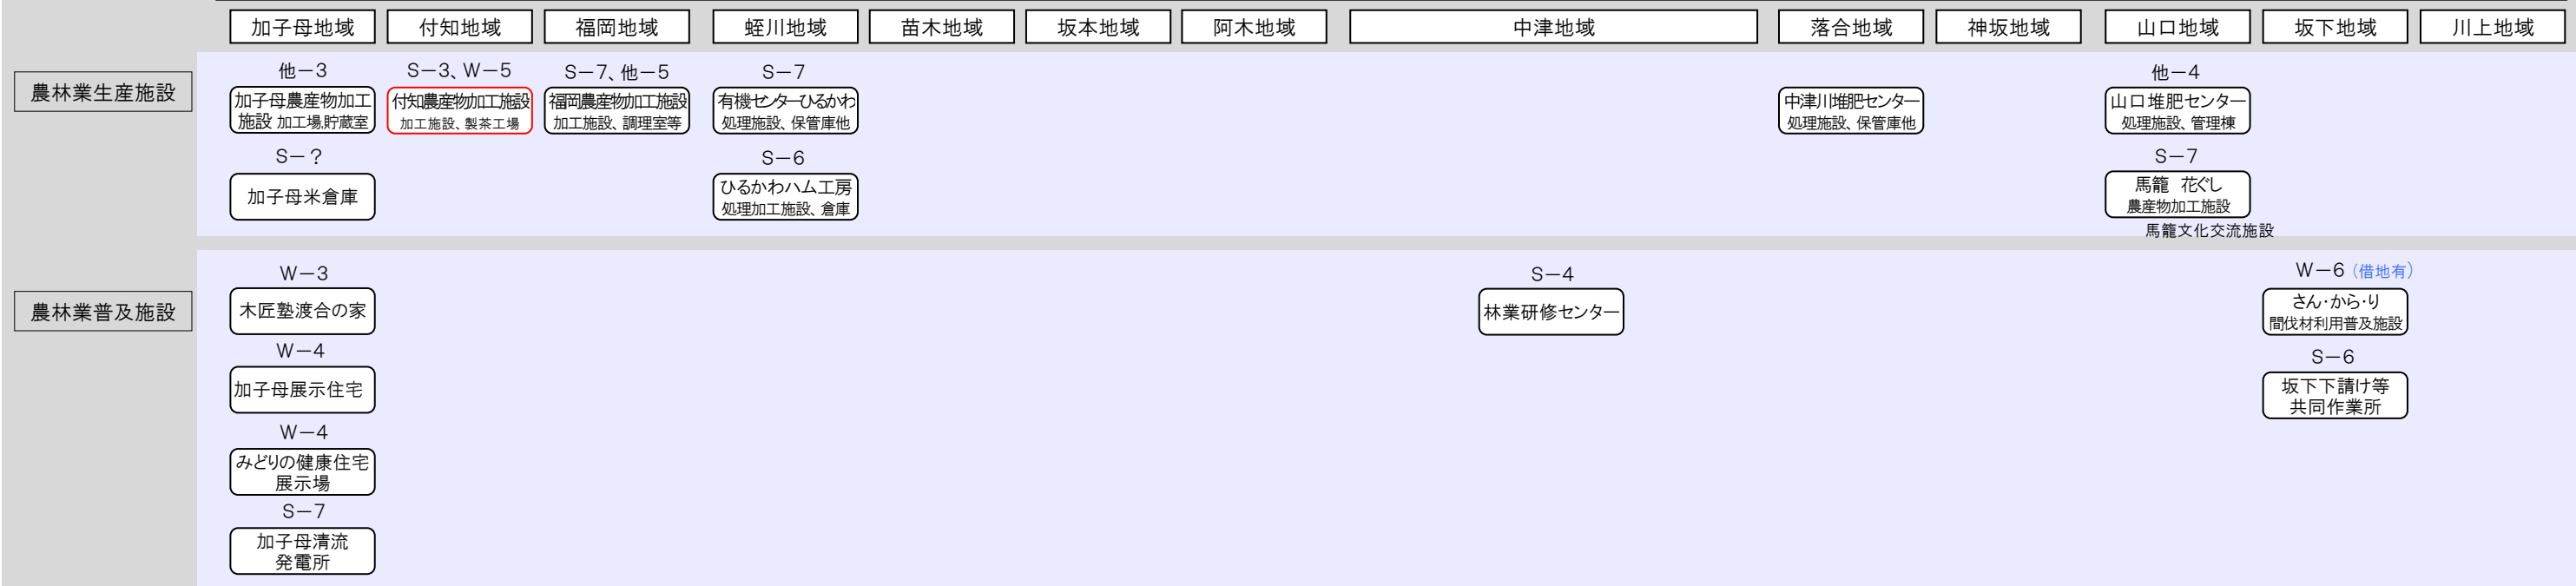 加子母地域 付知地域 福岡地域 蛭川地域 苗木地域 坂本地域 阿木地域 中津地域 落合地域 神坂地域 山口地域 坂下地域 川上地域
農林業生産施設
他－3
加子母農産物加工
施設 加工場,貯蔵室
S－？
加子母米倉庫
S－3、W－5
付知農産物加工施設
加工施設、製茶工場
S－7、他－5
福岡農産物加工施設
加工施設、調理室等
S－7
有機センターひるかわ
処理施設、保管庫他
S－6
ひるかわハム工房
処理加工施設、倉庫
中津川堆肥センター
処理施設、保管庫他
他－4
山口堆肥センター
処理施設、管理棟
S－7
馬籠 花ぐし
農産物加工施設
馬籠文化交流施設
農林業普及施設
W－3
木匠塾渡合の家
W－4
加子母展示住宅
W－4
みどりの健康住宅
展示場
S－7
加子母清流
発電所
S－4
林業研修センター
W－6（借地有）
さん・から・り
間伐材利用普及施設
S－6
坂下下請け等
共同作業所